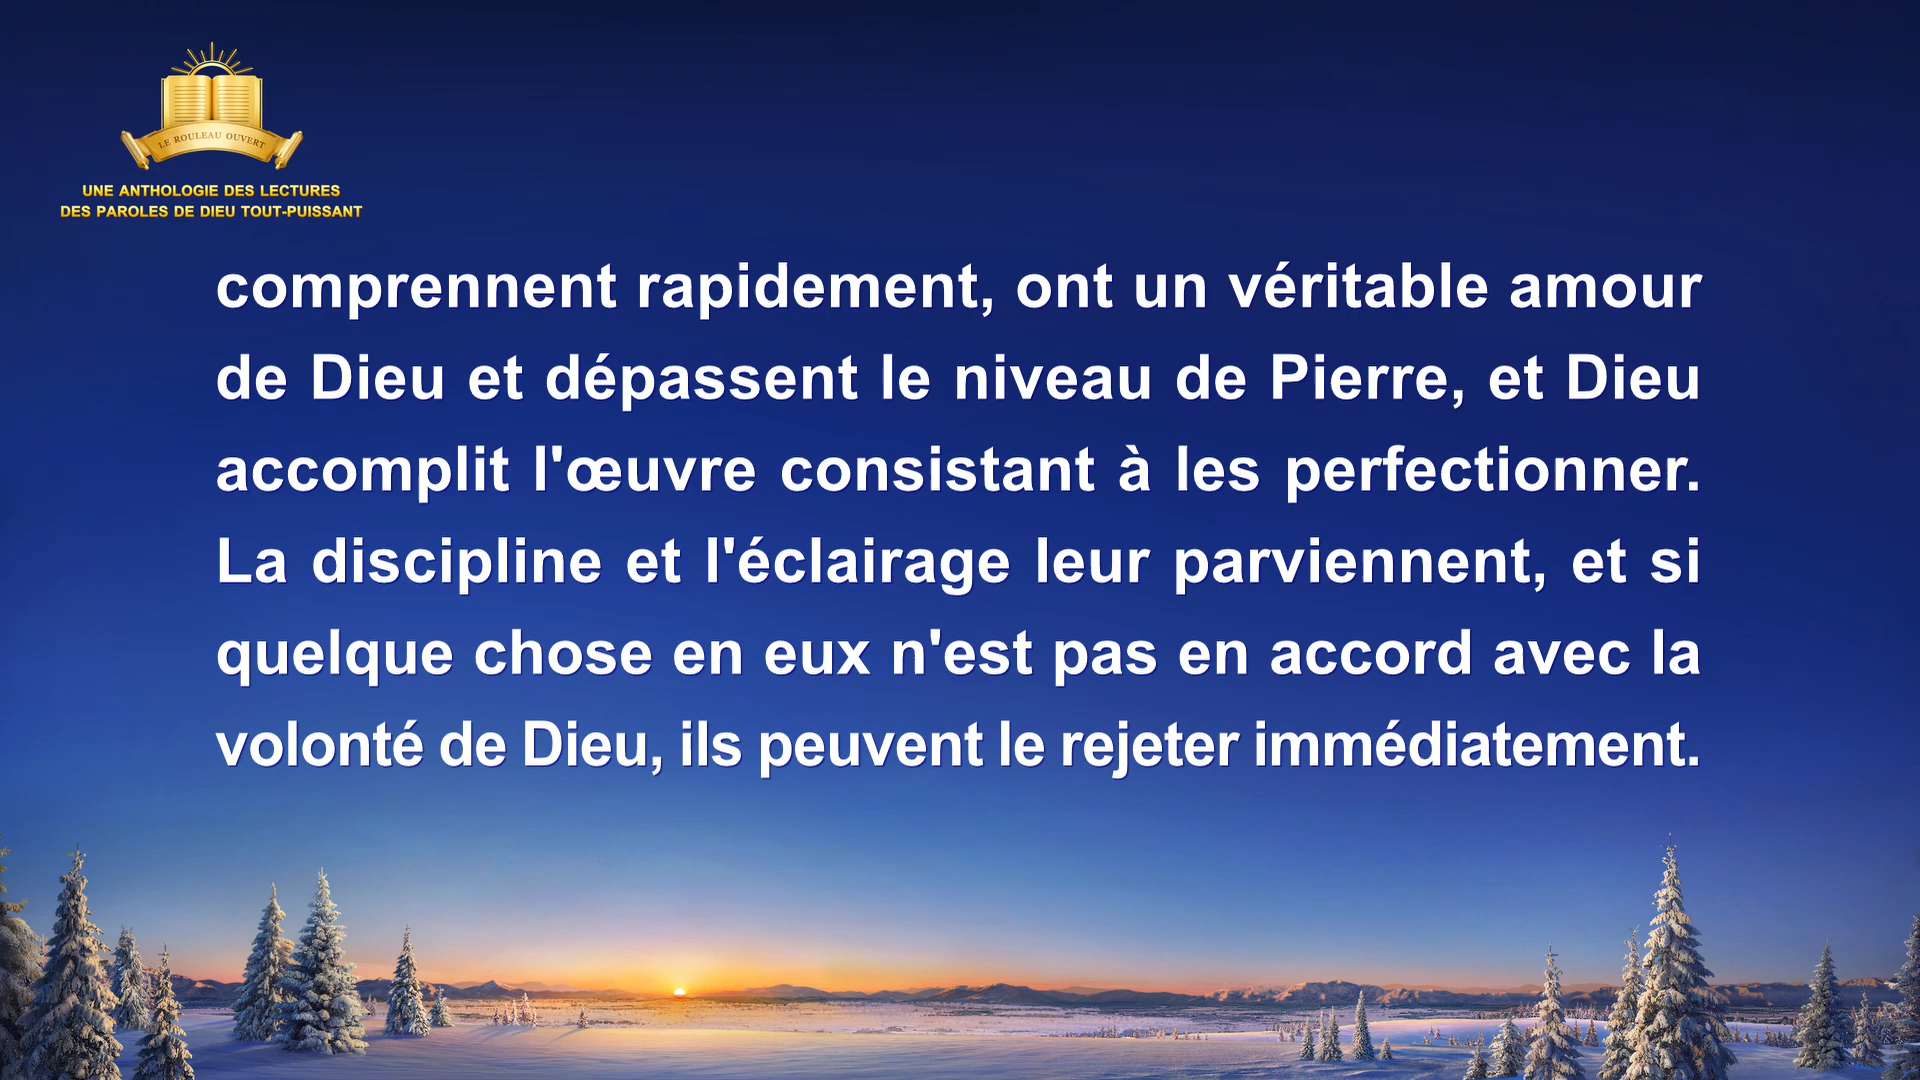 LE ROULEAU OUVERT
UNE ANTHOLOGIE DES LECTURES
DES PAROLES DE DIEU TOUT-PUISSANT
comprennent rapidement, ont un véritable amour
de Dieu et dépassent le niveau de Pierre, et Dieu
accomplit l'œuvre consistant à les perfectionner.
La discipline et l'éclairage leur parviennent, et si
quelque chose en eux n'est pas en accord avec la
volonté de Dieu, ils peuvent le rejeter immédiatement.